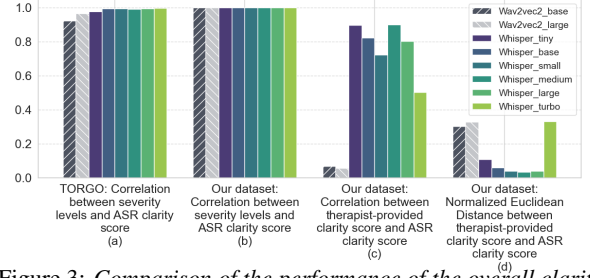 1.0
0.8
0.6
0.4
0.2
0.0
Wav2vec2_base
Wav2vec2_large
Whisper_tiny
Whisper_base
Whisper_small
Whisper_medium
Whisper_large
Whisper_turbo
TORGO: Correlation
between severity
levels and ASR clarity
score
(a)
Our dataset:
Correlation between
severity levels and
ASR clarity score
(b)
Our dataset:
Correlation between
therapist-provided
clarity score and ASR
clarity score
(c)
Our dataset:
Normalized Euclidean
Distance between
therapist-provided
clarity score and ASR
clarity score
(d)
Figure 3: Comparison of the performance of the overall clarity